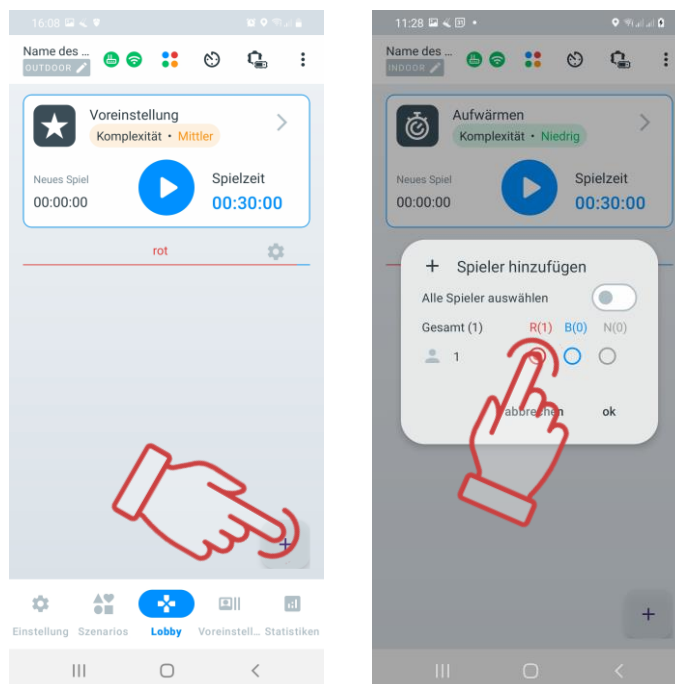 16:08
Name des ...
OUTDOOR
Voreinstellung
Komplexität • Mittler
Neues Spiel
Spielzeit
00:00:00
00:30:00
rot
+
Einstellung Szenarios Lobby Voreinstell... Statistiken
11:28
Name des ...
INDOOR
Aufwärmen
Komplexität • Niedrig
Neues Spiel
Spielzeit
00:00:00
00:30:00
+ Spieler hinzufügen
Alle Spieler auswählen
Gesamt (1) R(1) B(0) N(0)
1
abbrechen ok
+